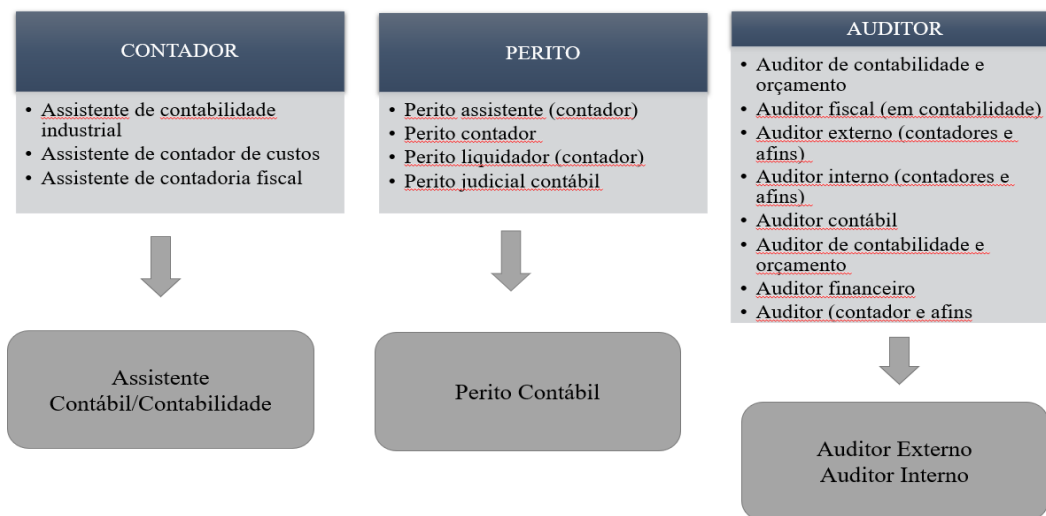 CONTADOR
• Assistente de contabilidade
industrial
• Assistente de contador de custos
• Assistente de contadoria fiscal
Assistente
Contábil/Contabilidade
PERITO
• Perito assistente (contador)
• Perito contador
• Perito liquidador (contador)
• Perito judicial contábil
Perito Contábil
AUDITOR
• Auditor de contabilidade e
orçamento
• Auditor fiscal (em contabilidade)
• Auditor externo (contadores e
afins)
• Auditor interno (contadores e
afins)
• Auditor contábil
• Auditor de contabilidade e
orçamento
• Auditor financeiro
• Auditor (contador e afins
Auditor Externo
Auditor Interno